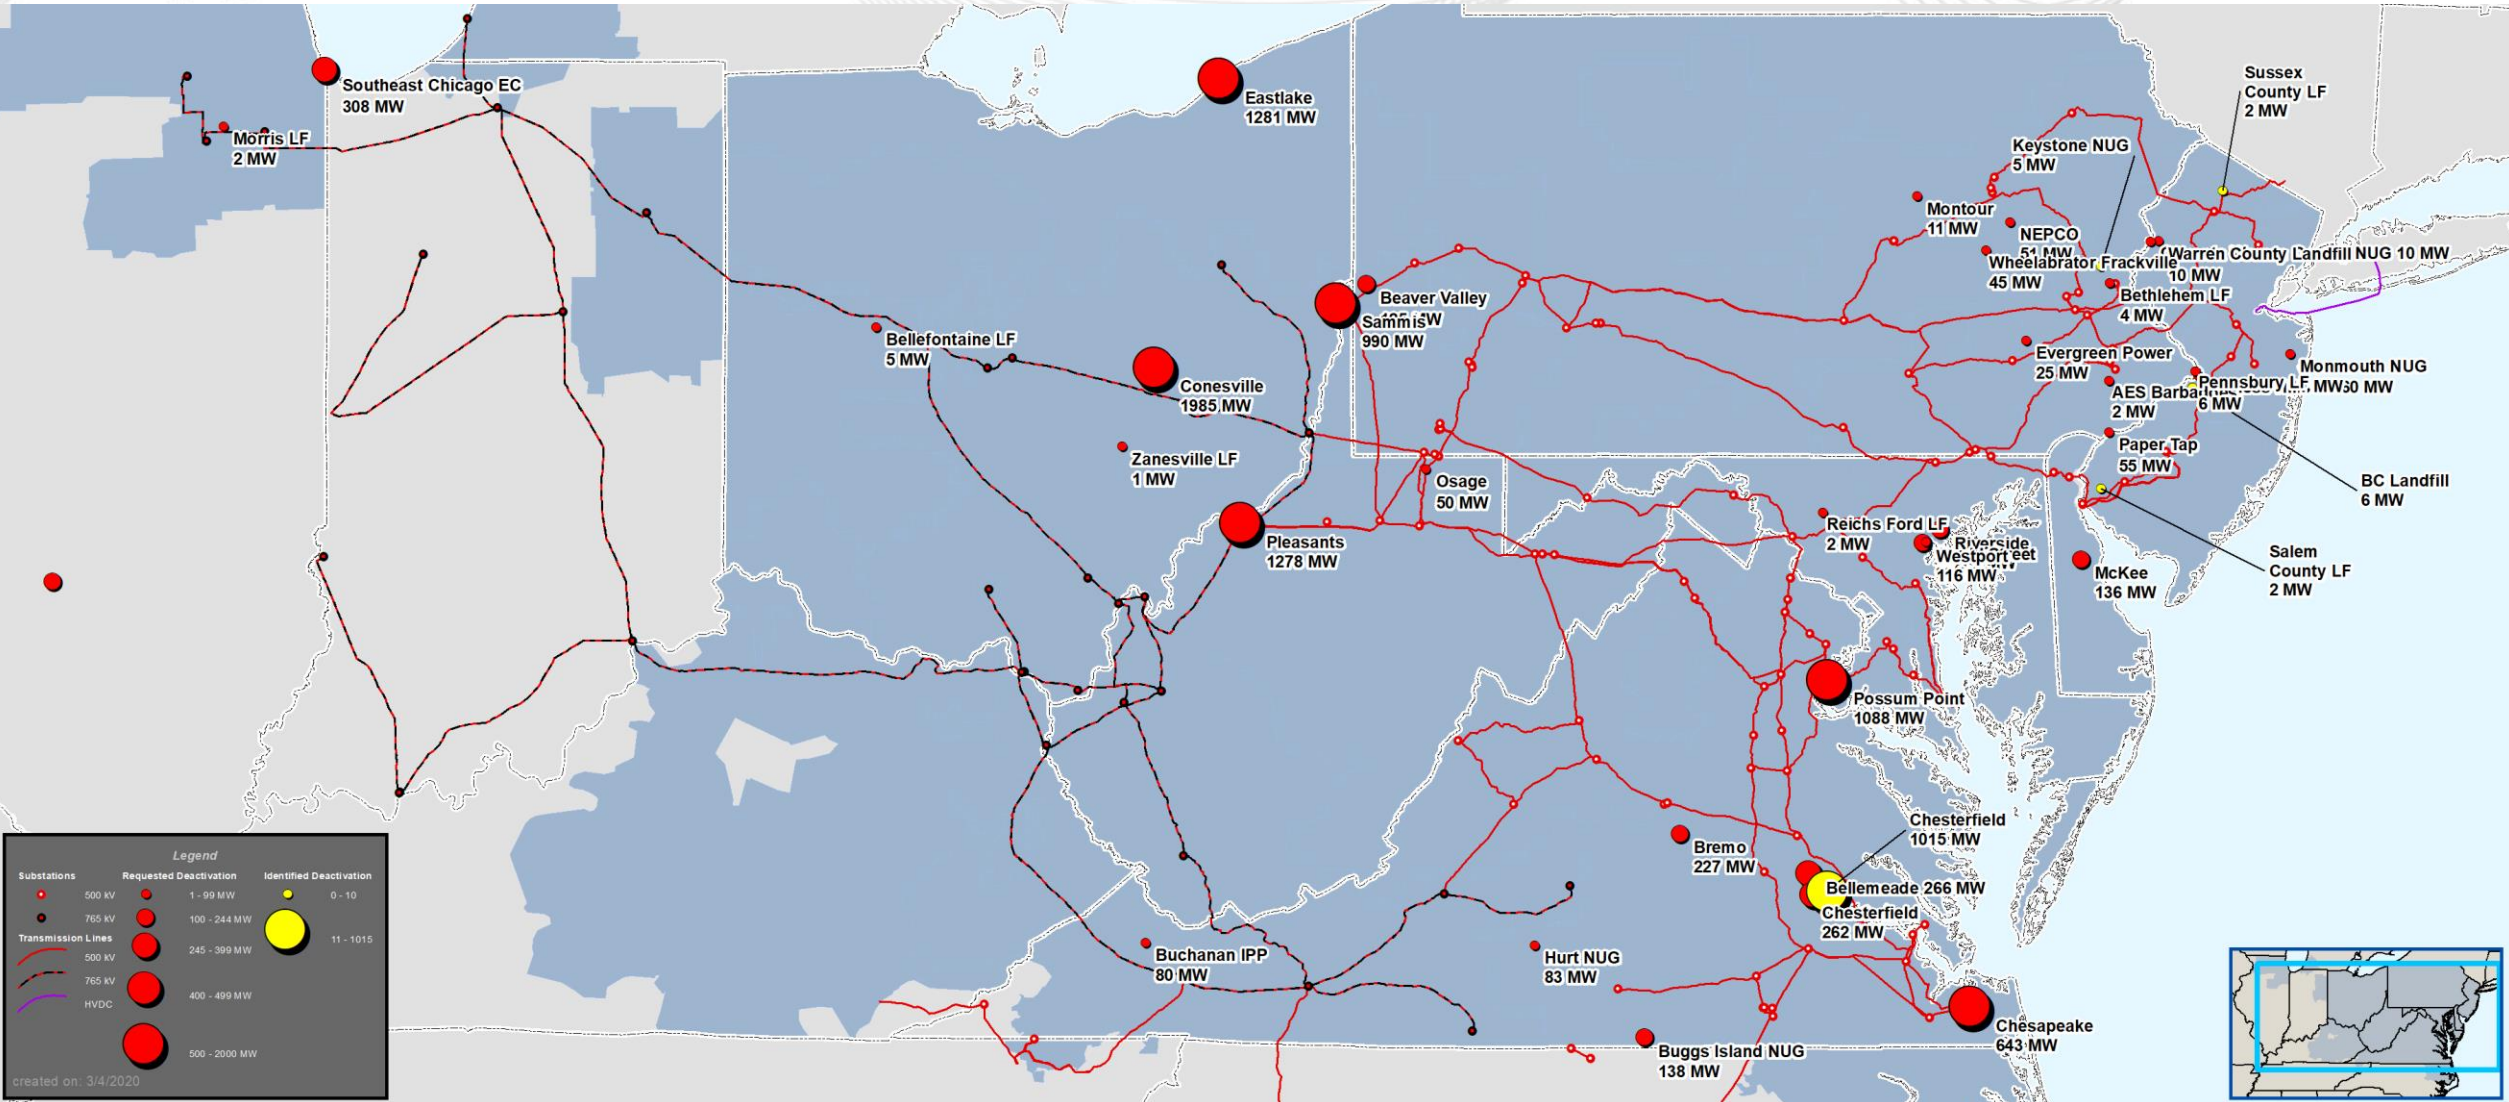 Southeast Chicago EC
308 MW
Morris LF
2 MW
Eastlake
1281 MW
Sussex
County LF
2 MW
Keystone NUG
5 MW
Montour
11 MW
NEPCO
51 MW
Wheelabrator Frackville
45 MW
Warren County Landfill NUG 10 MW
10 MW
Bethlehem LF
4 MW
Beaver Valley
Sammis
990 MW
Bellefontaine LF
5 MW
Evergreen Power
25 MW
Monmouth NUG
MW60 MW
Pennsbury LF
6 MW
AES
2 MW
Conesville
1985 MW
Zanesville LF
1 MW
Paper Tap
55 MW
Osage
50 MW
BC Landfill
6 MW
Pleasants
1278 MW
Reichs Ford LF
2 MW
Riverside
Westport
116 MW
McKee
136 MW
Salem
County LF
2 MW
Possum Point
1088 MW
Chesterfield
1015 MW
Bremo
227 MW
Bellemeade 266 MW
Chesterfield
262 MW
Buchanan IPP
80 MW
Hurt NUG
83 MW
Chesapeake
643 MW
Buggs Island NUG
138 MW
Legend
Substations
500 kV
765 kV
Transmission Lines
500 kV
765 kV
HVDC
Requested Deactivation
1 - 99 MW
100 - 244 MW
245 - 399 MW
400 - 499 MW
500 - 2000 MW
Identified Deactivation
0 - 10
11 - 1015
created on: 3/4/2020